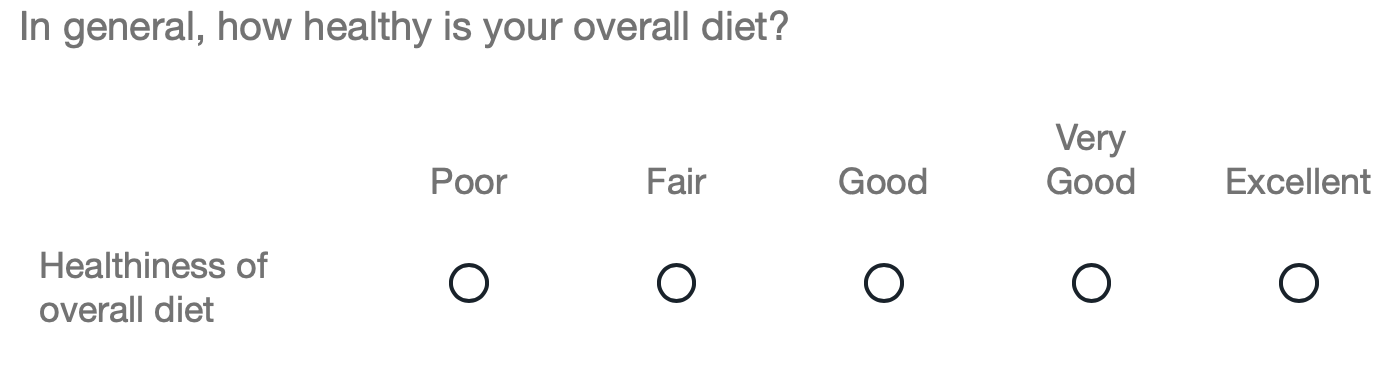 In general, how healthy is your overall diet?
Poor Fair Good Very Good Excellent
Healthiness of
overall diet